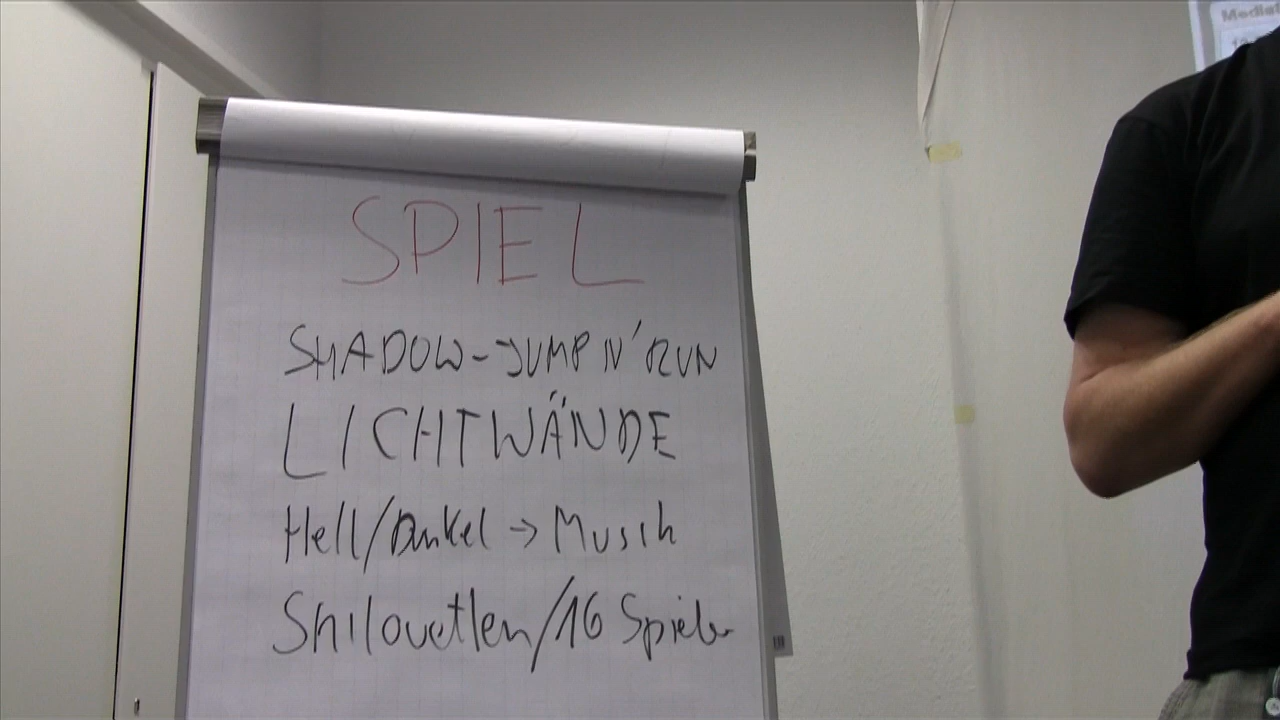 SPIEL
SHADOW-JUMP N' RUN
LICHTWÄNDE
Hell/Dunkel -> Musik
Shilouetten/16 Spieler